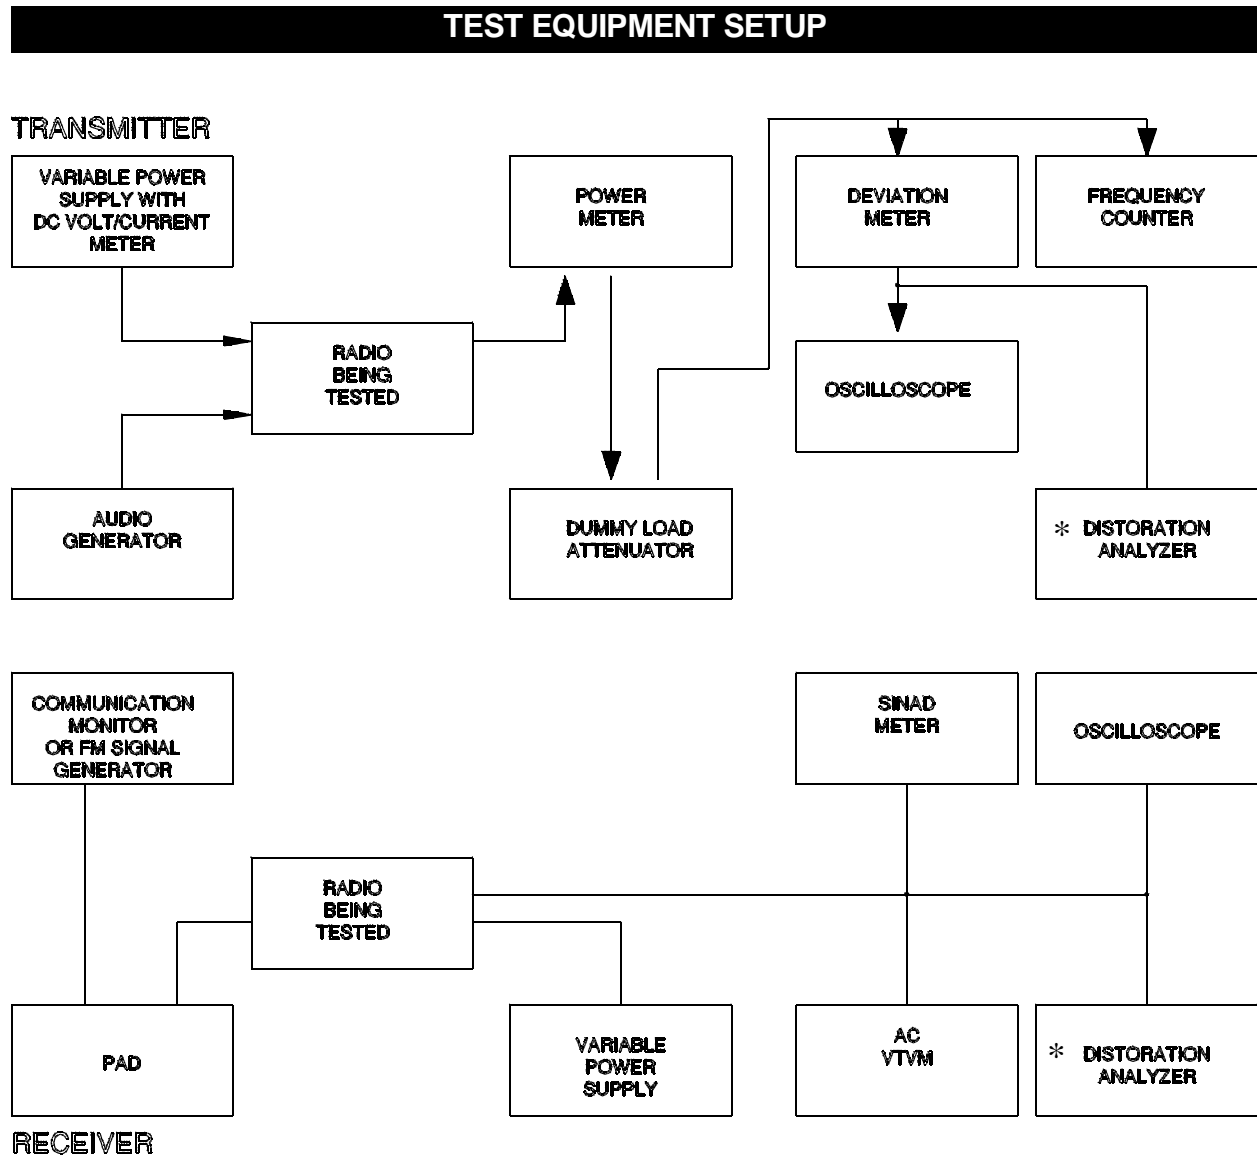 TEST EQUIPMENT SETUP
TRANSMITTER
VARIABLE POWER
SUPPLY WITH
DC VOLT/CURRENT
METER
POWER
METER
DEVIATION
METER
FREQUENCY
COUNTER
RADIO
BEING
TESTED
OSCILLOSCOPE
AUDIO
GENERATOR
DUMMY LOAD
ATTENUATOR
* DISTORATION
ANALYZER
COMMUNICATION
MONITOR
OR FM SIGNAL
GENERATOR
SINAD
METER
OSCILLOSCOPE
RADIO
BEING
TESTED
PAD
VARIABLE
POWER
SUPPLY
AC
VTVM
* DISTORATION
ANALYZER
RECEIVER